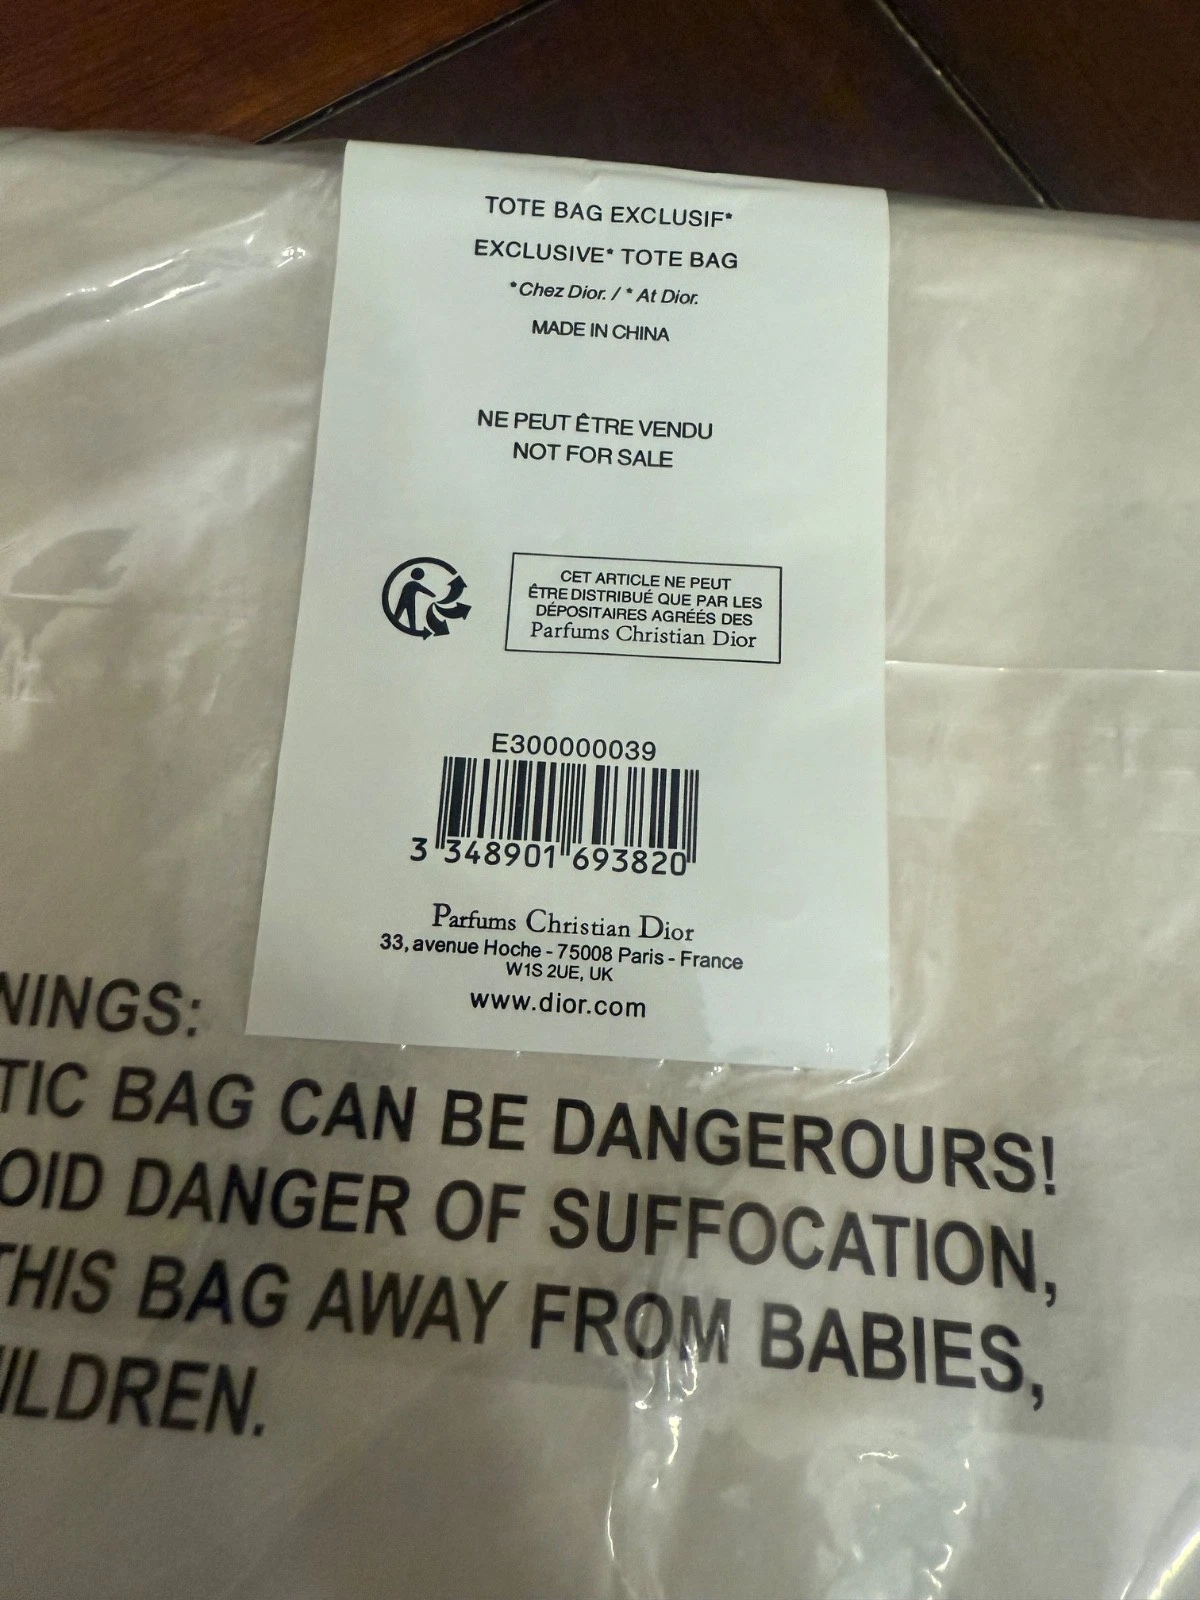 TOTE BAG EXCLUSIF*
EXCLUSIVE* TOTE BAG
*Chez Dior. / * At Dior.
MADE IN CHINA
NE PEUT ÊTRE VENDU
NOT FOR SALE
CET ARTICLE NE PEUT
ÊTRE DISTRIBUÉ QUE PAR LES
DÉPOSITAIRES AGRÉÉS DES
Parfums Christian Dior
E300000039
3 348901 693820
Parfums Christian Dior
33, avenue Hoche - 75008 Paris - France
W1S 2UE, UK
www.dior.com
NINGS:
TIC BAG CAN BE DANGEROURS!
OID DANGER OF SUFFOCATION,
THIS BAG AWAY FROM BABIES,
ILDREN.